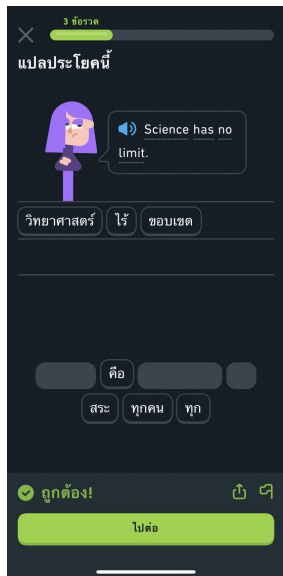 3 ข้อรวด
แปลประโยคนี้
Science has no
limit.
วิทยาศาสตร์ ไร้ ขอบเขต
คือ
สระ ทุกคน ทุก
ถูกต้อง!
ไปต่อ